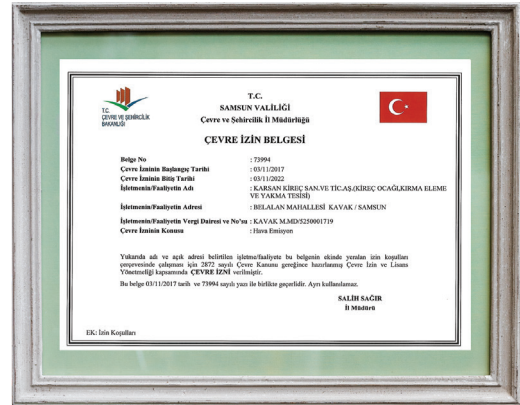 T.C.
ÇEVRE VE ŞEHİRCİLİK
BAKANLIĞI
T.C.
SAMSUN VALİLİĞİ
Çevre ve Şehircilik İl Müdürlüğü
ÇEVRE İZİN BELGESİ
Belge No : 73994
Çevre İzninin Başlangıç Tarihi : 03/11/2017
Çevre İzninin Bitiş Tarihi : 03/11/2022
İşletmenin/Faaliyetin Adı : KARSAN KİREÇ SAN.VE TİC.AŞ.(KİREÇ OCAĞI,KIRMA ELEME
VE YAKMA TESİSİ)
İşletmenin/Faaliyetin Adresi : BELALAN MAHALLESİ KAVAK / SAMSUN
İşletmenin/Faaliyetin Vergi Dairesi ve No'su : KAVAK M.MD/5250001719
Çevre İzninin Konusu : Hava Emisyon
Yukarıda adı ve açık adresi belirtilen işletme/faaliyete bu belgenin ekinde yeralan izin koşulları
çerçevesinde çalışması için 2872 sayılı Çevre Kanunu gereğince hazırlanmış Çevre İzin ve Lisans
Yönetmeliği kapsamında ÇEVRE İZNİ verilmiştir.
Bu belge 03/11/2017 tarih ve 73994 sayılı yazı ile birlikte geçerlidir. Ayrı kullanılamaz.
SALİH SAĞIR
İl Müdürü
EK: İzin Koşulları